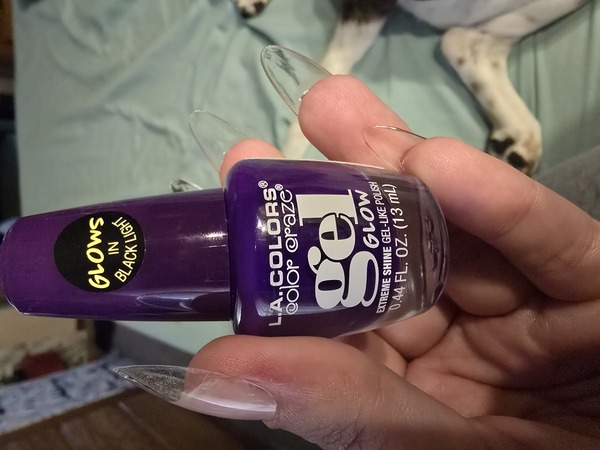 GLOWS
IN
BLACK LIGHT
L.A. COLORS®
color craze®
gel
GLOW
EXTREME SHINE GEL-LIKE POLISH
0.44 FL. OZ. (13 mL)